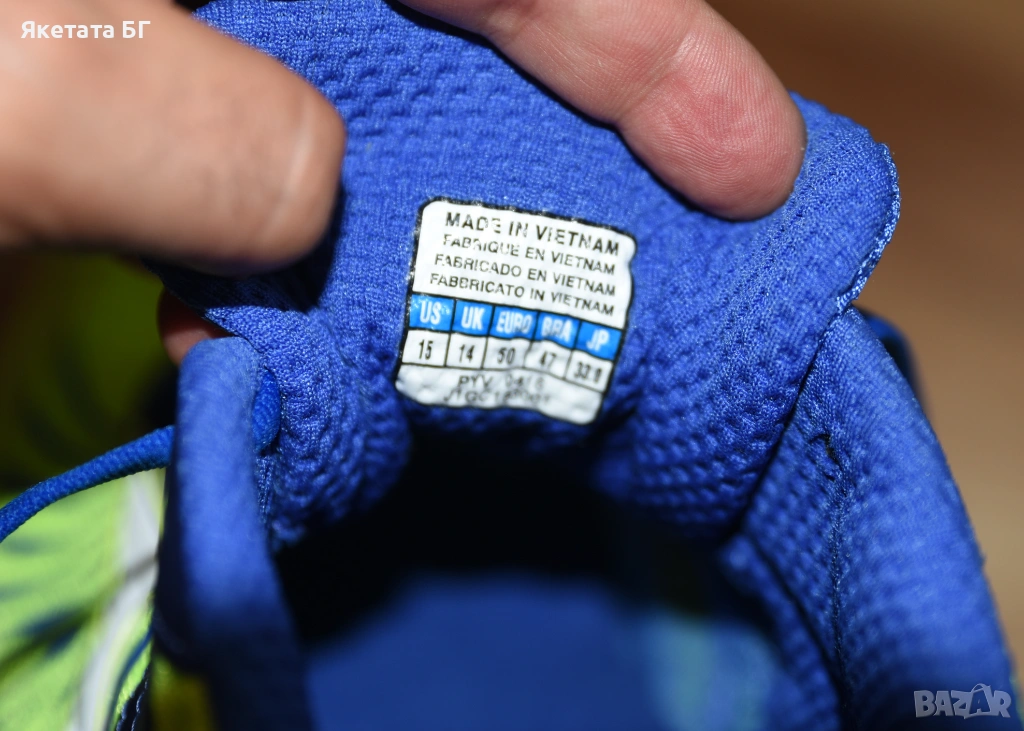 Якетата БГ
MADE IN VIETNAM
FABRIQUE EN VIETNAM
FABRICADO EN VIETNAM
FABBRICATO IN VIETNAM
US UK EURO BRA JP
15 14 50 47
PTV
BAZAR